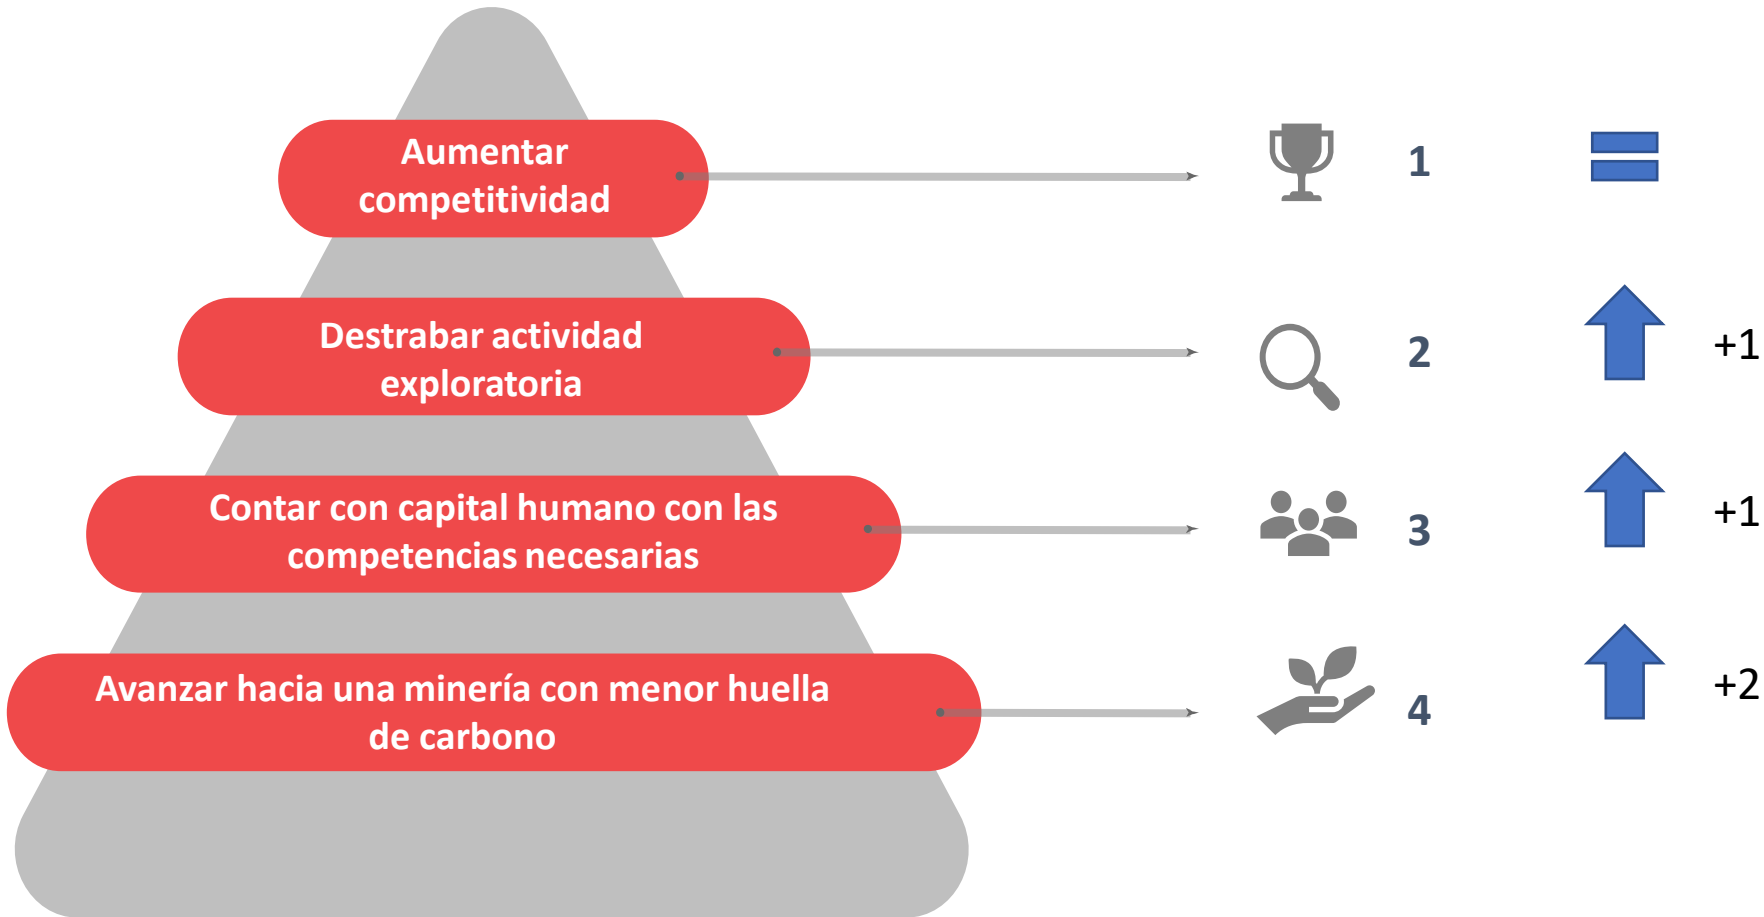 Aumentar
competitividad
1
Destrabar actividad
exploratoria
2
+1
Contar con capital humano con las
competencias necesarias
3
+1
Avanzar hacia una minería con menor huella
de carbono
4
+2